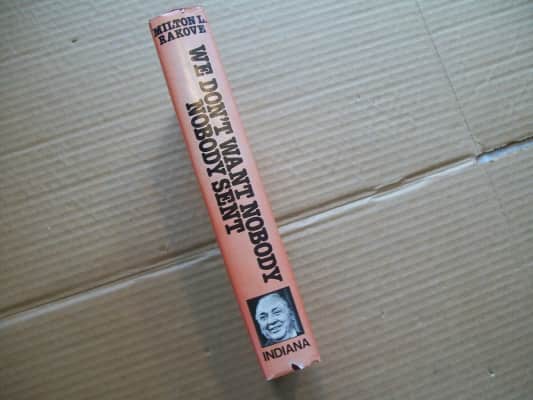 MILTON L.
RAKOVE
WE DON'T WANT NOBODY
NOBODY SENT
INDIANA